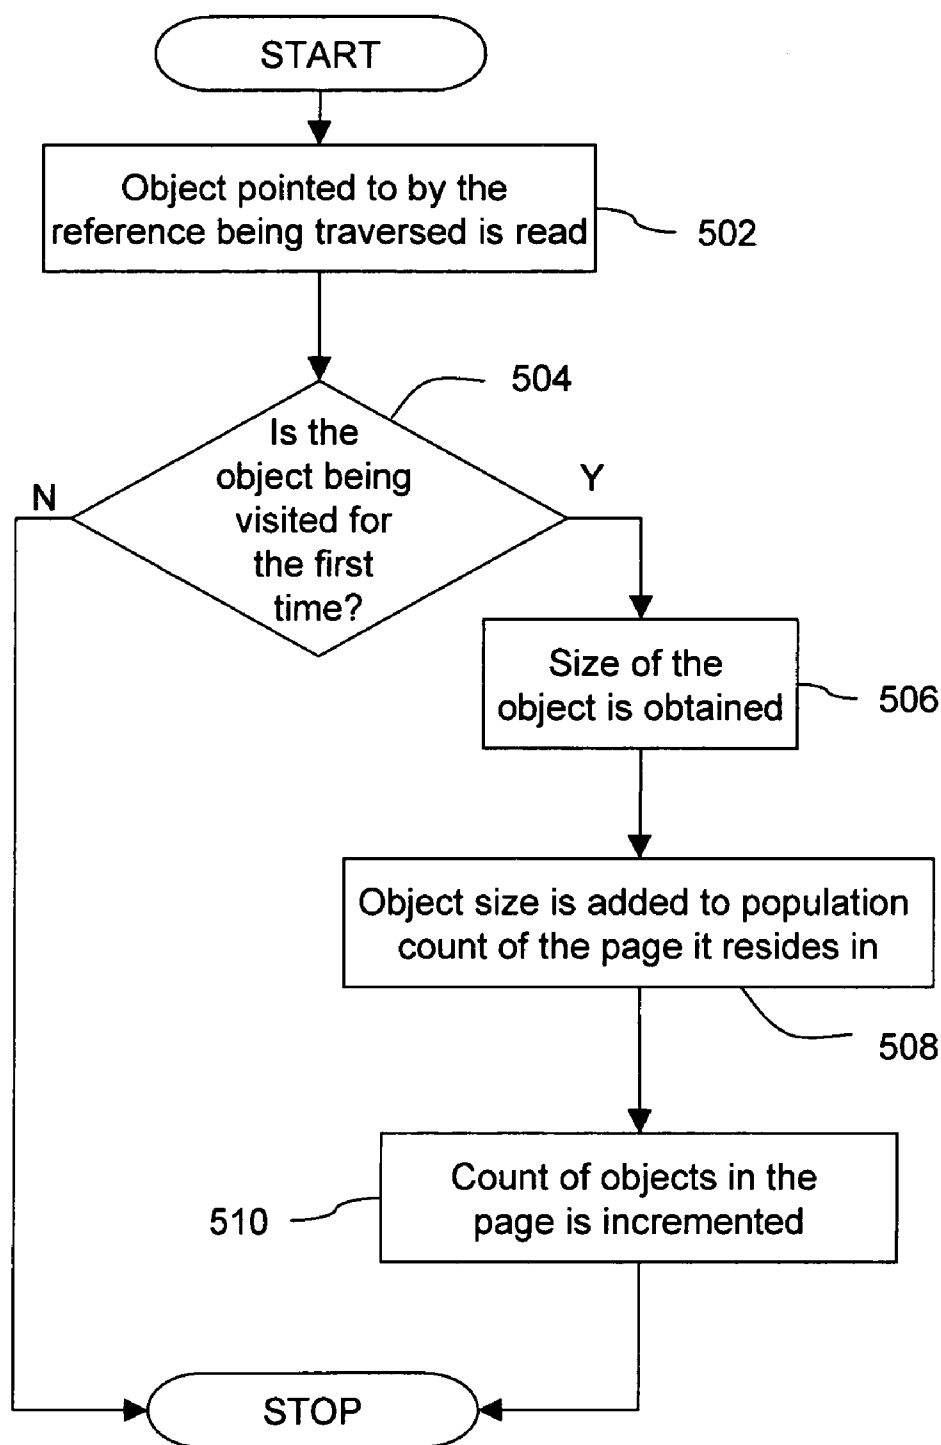 START
Object pointed to by the
reference being traversed is read
502
504
Is the
object being
visited for
the first
time?
N
Y
Size of the
object is obtained
506
Object size is added to population
count of the page it resides in
508
Count of objects in the
page is incremented
510
STOP